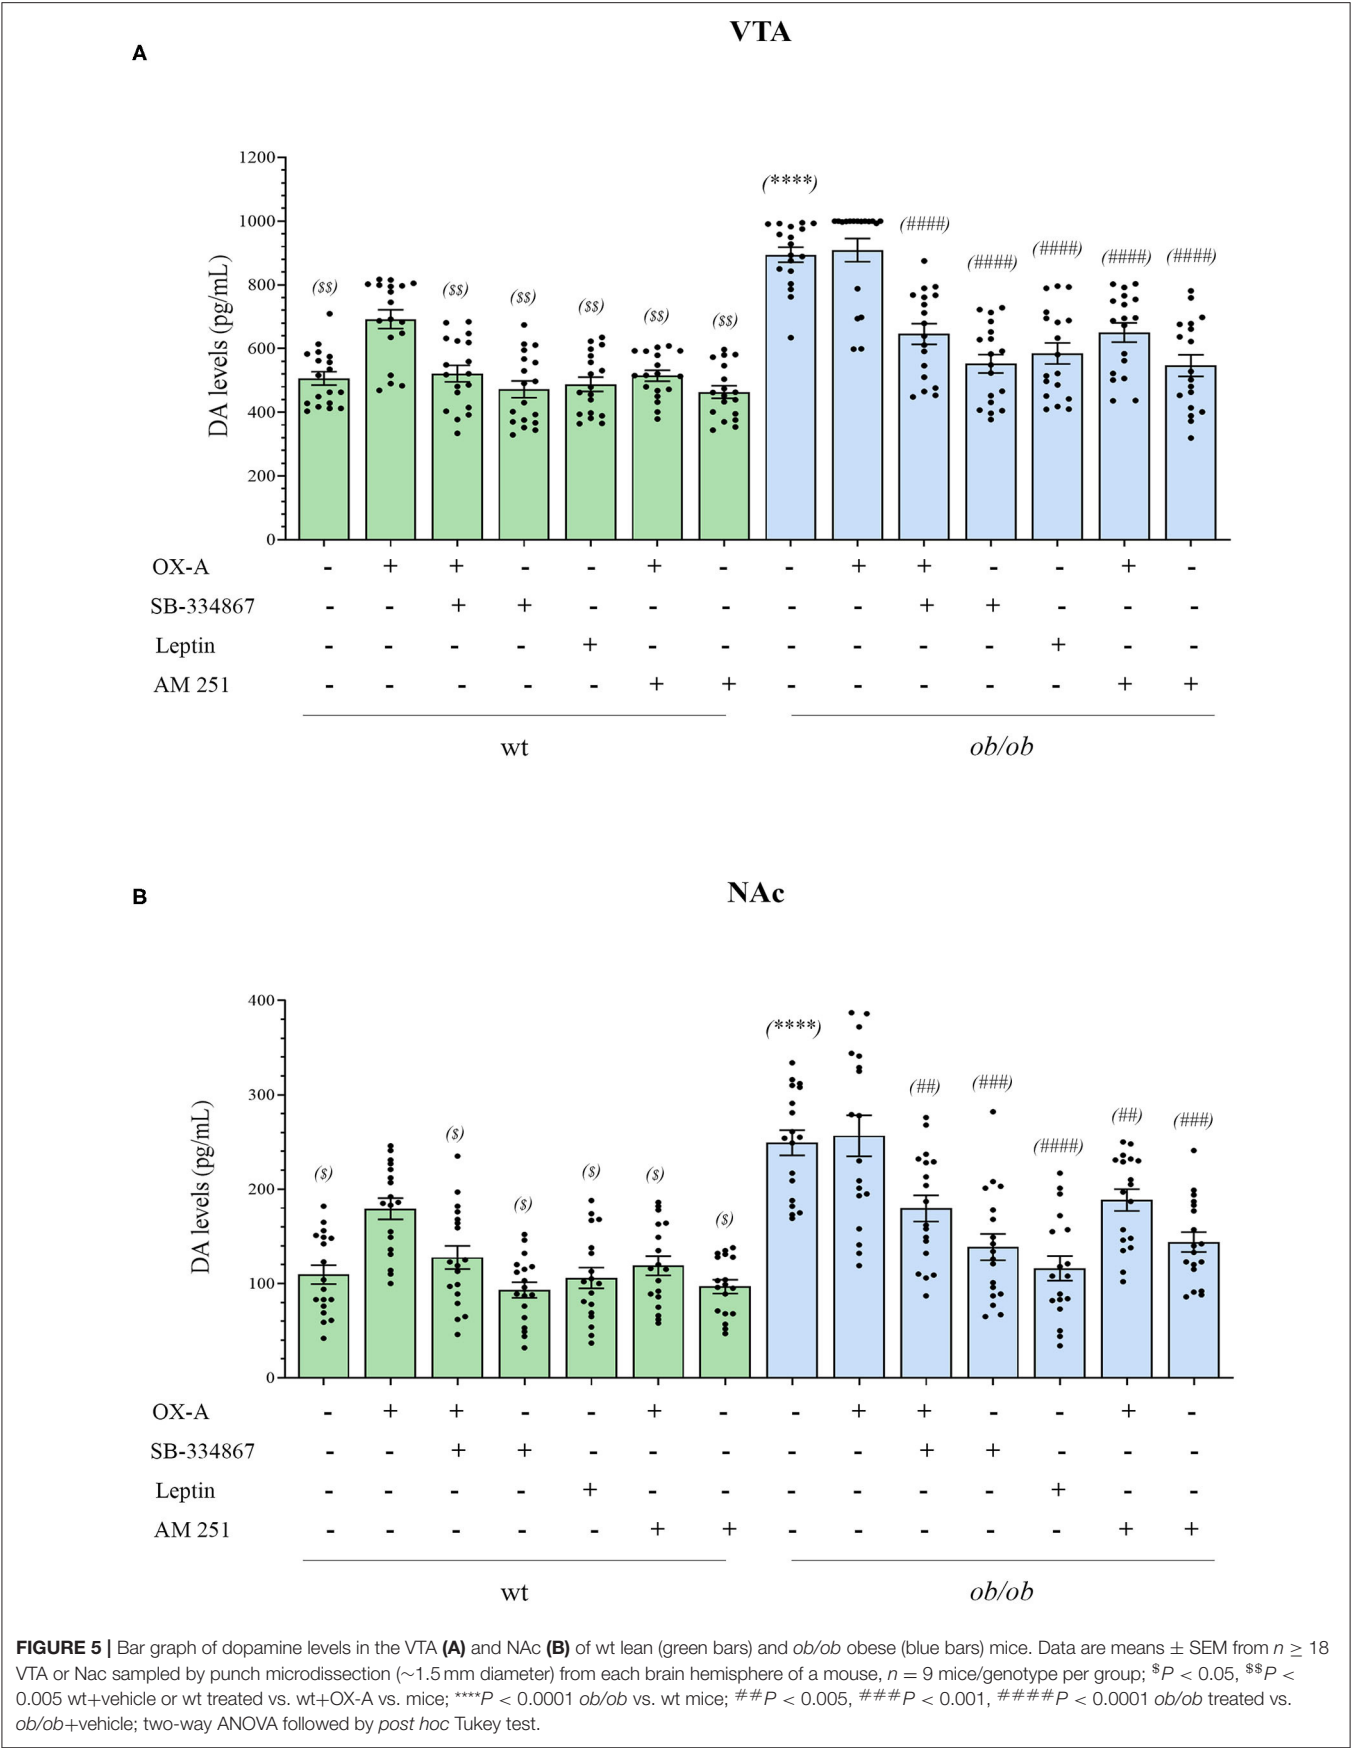 VTA
A
1200
1000
800
600
400
200
0
DA levels (pg/mL)
($$) ($$) ($$) ($$) ($$) ($$) (****) (####) (####) (####) (####) (####)
OX-A - + + - - + - - + + - - + -
SB-334867 - - + + - - - - - + + - - -
Leptin - - - - + - - - - - - + - -
AM 251 - - - - - + + - - - - - + +
wt ob/ob
NAc
B
400
300
200
100
0
DA levels (pg/mL)
($) ($) ($) ($) ($) ($) (****) (##) (###) (####) (##) (###)
OX-A - + + - - + - - + + - - + -
SB-334867 - - + + - - - - - + + - - -
Leptin - - - - + - - - - - - + - -
AM 251 - - - - - + + - - - - - + +
wt ob/ob
FIGURE 5 | Bar graph of dopamine levels in the VTA (A) and NAc (B) of wt lean (green bars) and ob/ob obese (blue bars) mice. Data are means ± SEM from n ≥ 18
VTA or Nac sampled by punch microdissection (∼1.5 mm diameter) from each brain hemisphere of a mouse, n = 9 mice/genotype per group; $P < 0.05, $$P <
0.005 wt+vehicle or wt treated vs. wt+OX-A vs. mice; ****P < 0.0001 ob/ob vs. wt mice; ##P < 0.005, ###P < 0.001, ####P < 0.0001 ob/ob treated vs.
ob/ob+vehicle; two-way ANOVA followed by post hoc Tukey test.